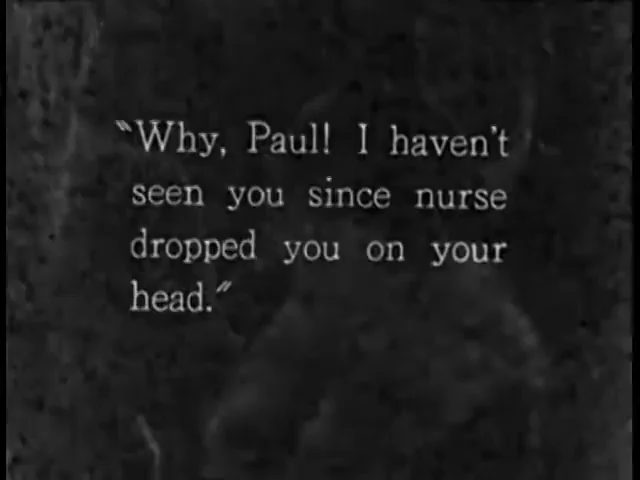 "Why, Paul! I haven't
seen you since nurse
dropped you on your
head."